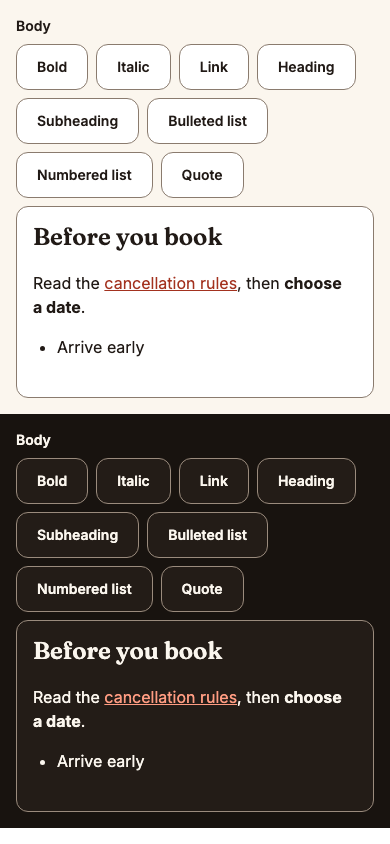 Body
Bold Italic Link Heading
Subheading Bulleted list
Numbered list Quote
Before you book
Read the cancellation rules, then choose
a date.
• Arrive early
Body
Bold Italic Link Heading
Subheading Bulleted list
Numbered list Quote
Before you book
Read the cancellation rules, then choose
a date.
• Arrive early